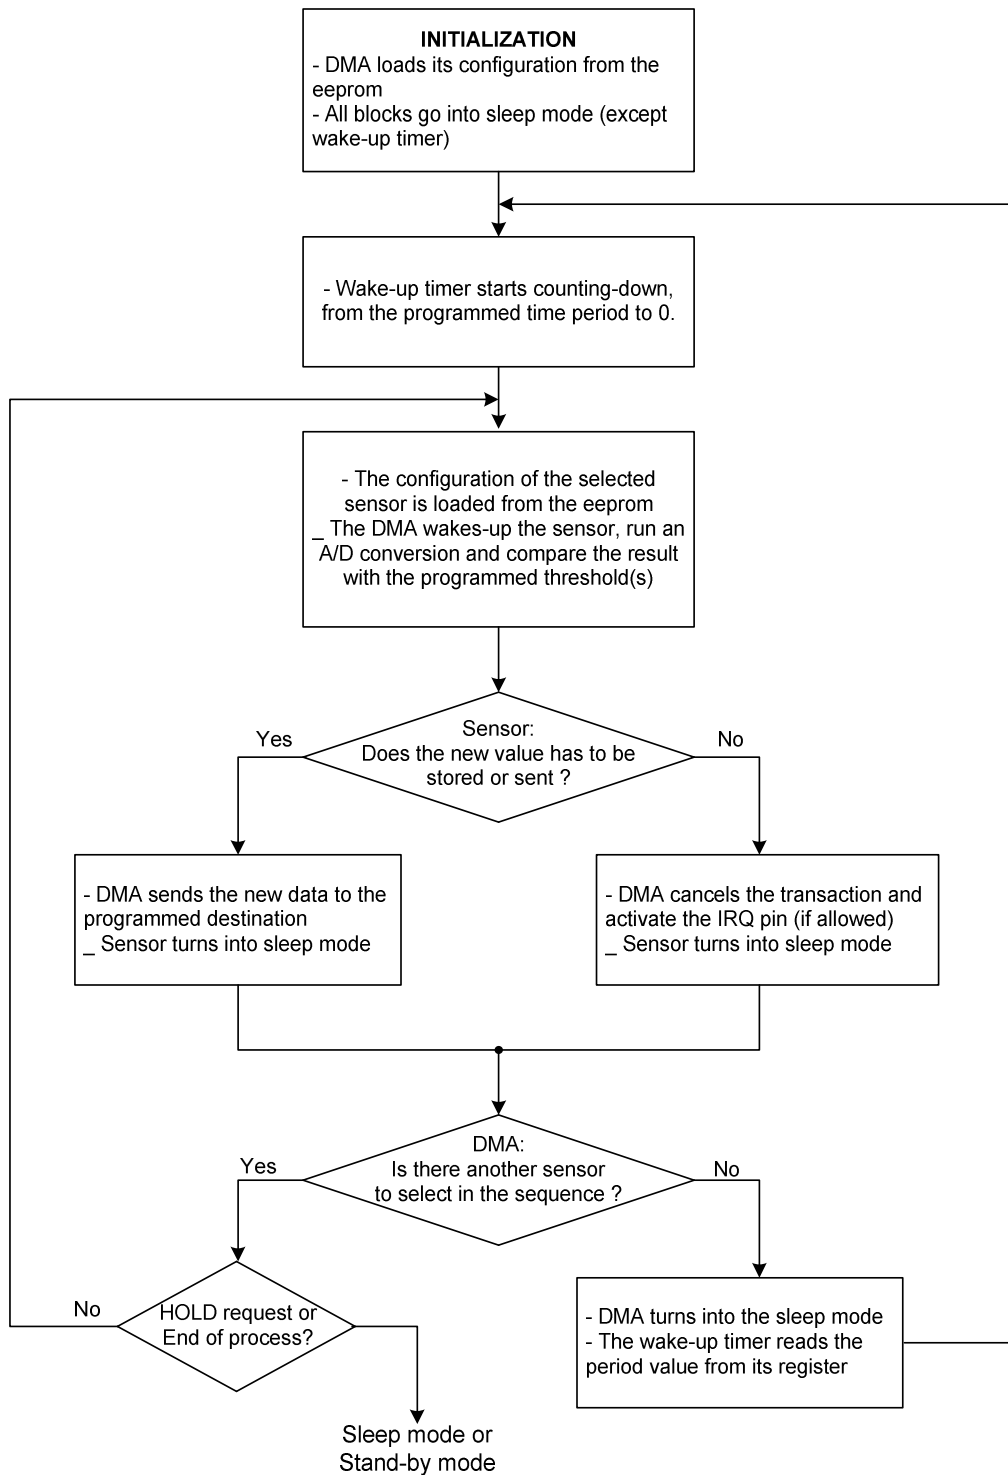 INITIALIZATION
- DMA loads its configuration from the
eeprom
- All blocks go into sleep mode (except
wake-up timer)
- Wake-up timer starts counting-down,
from the programmed time period to 0.
- The configuration of the selected
sensor is loaded from the eeprom
_ The DMA wakes-up the sensor, run an
A/D conversion and compare the result
with the programmed threshold(s)
Sensor:
Does the new value has to be
stored or sent ?
Yes
No
- DMA sends the new data to the
programmed destination
_ Sensor turns into sleep mode
- DMA cancels the transaction and
activate the IRQ pin (if allowed)
_ Sensor turns into sleep mode
DMA:
Is there another sensor
to select in the sequence ?
Yes
No
No
HOLD request or
End of process?
- DMA turns into the sleep mode
- The wake-up timer reads the
period value from its register
Sleep mode or
Stand-by mode